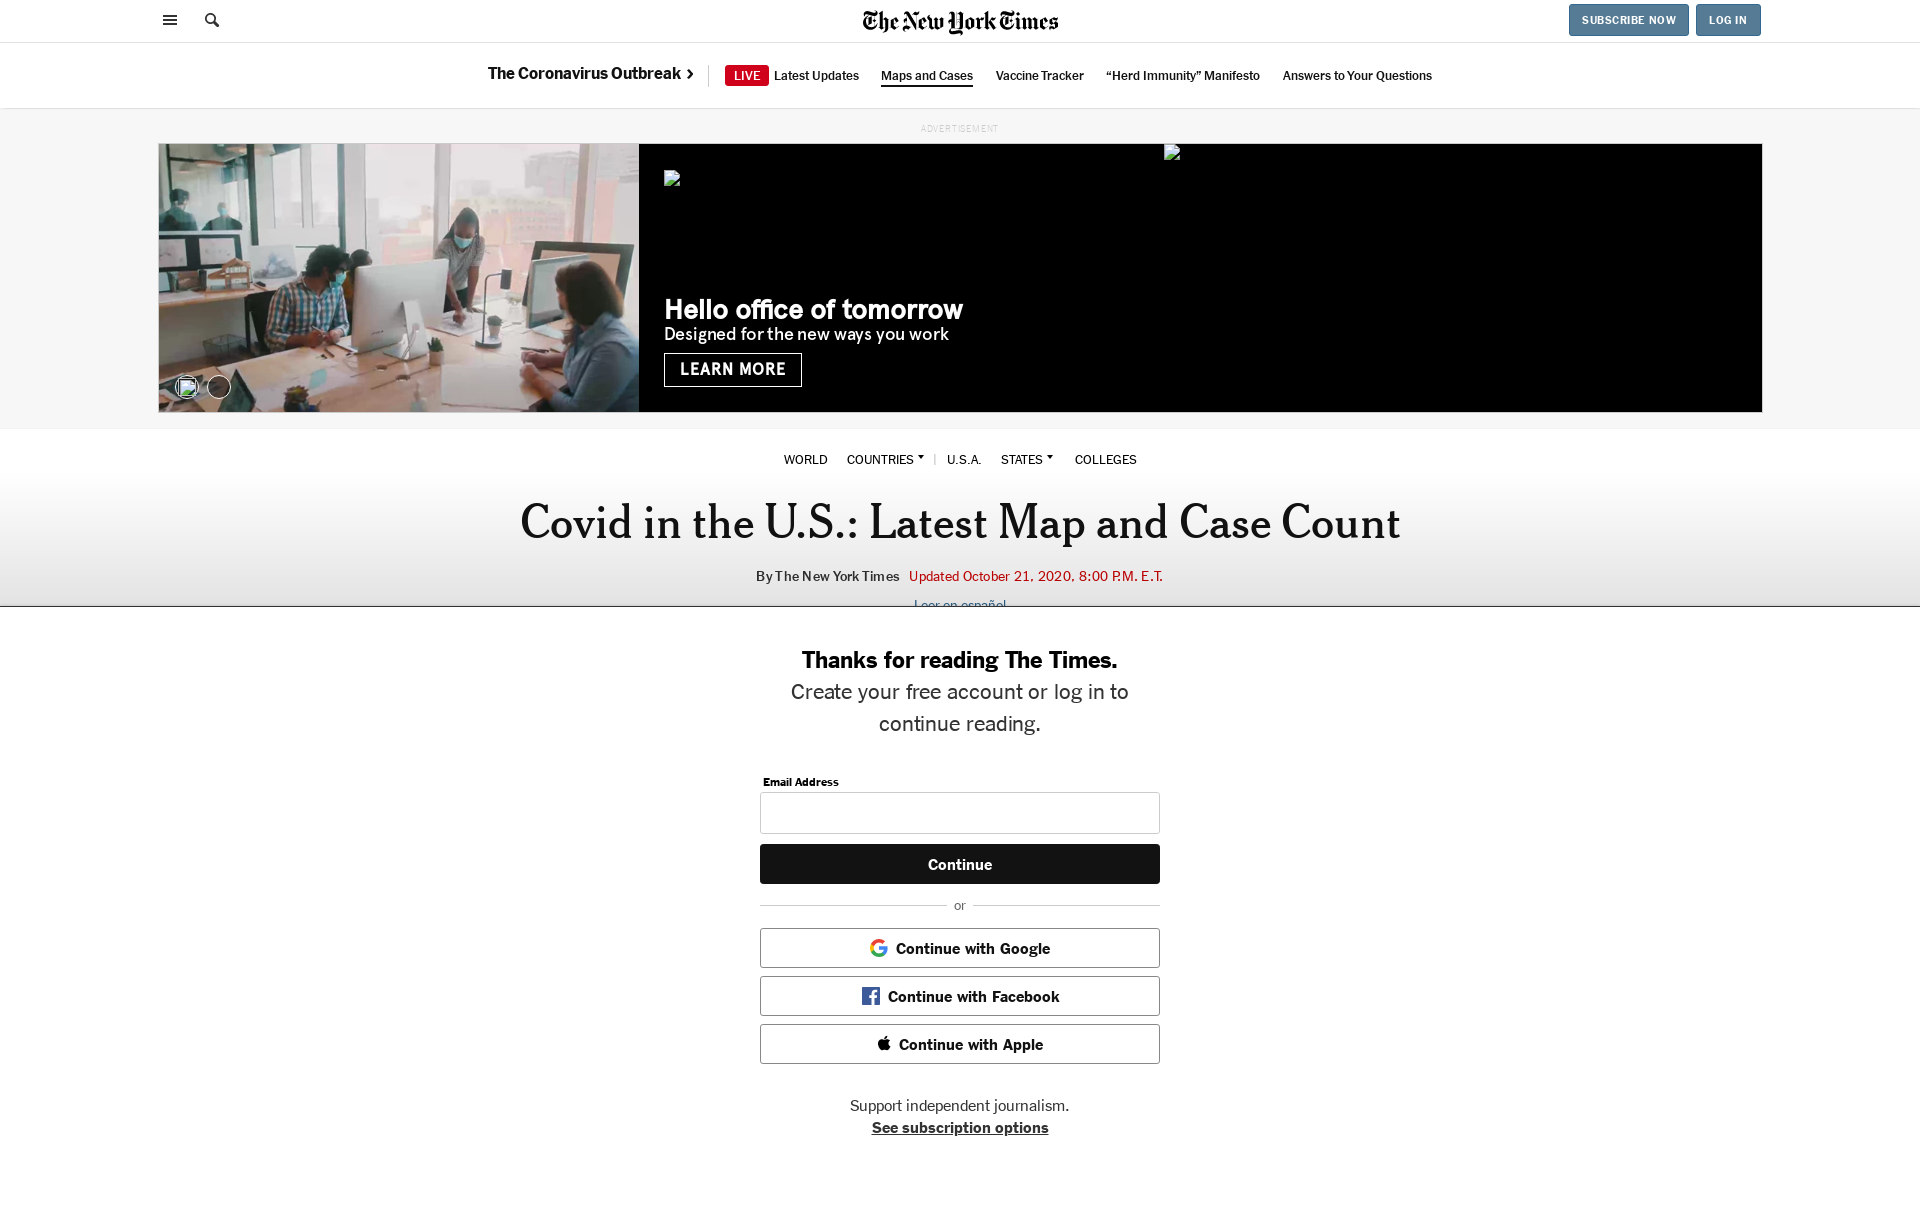 The New York Times
SUBSCRIBE NOW
LOG IN
The Coronavirus Outbreak ›
LIVE Latest Updates
Maps and Cases
Vaccine Tracker
“Herd Immunity” Manifesto
Answers to Your Questions
ADVERTISEMENT
Hello office of tomorrow
Designed for the new ways you work
LEARN MORE
WORLD
COUNTRIES
U.S.A.
STATES
COLLEGES
Covid in the U.S.: Latest Map and Case Count
By The New York Times Updated October 21, 2020, 8:00 P.M. E.T.
Leer en español
Thanks for reading The Times.
Create your free account or log in to
continue reading.
Email Address
Continue
or
Continue with Google
Continue with Facebook
Continue with Apple
Support independent journalism.
See subscription options